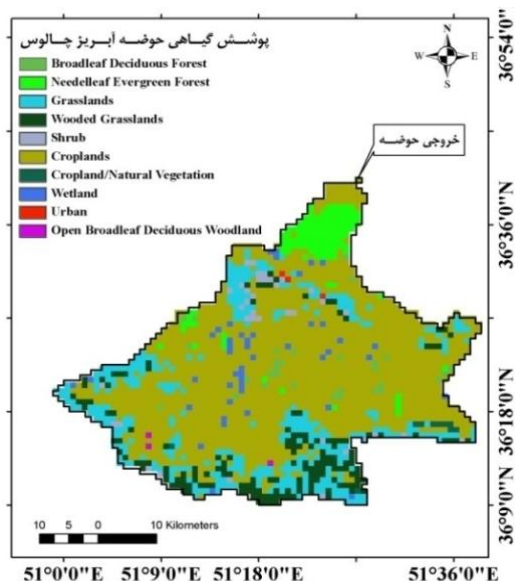 پوشش گیاهی حوضه آبریز چالوس
Broadleaf Deciduous Forest
Needelleaf Evergreen Forest
Grasslands
Wooded Grasslands
Shrub
Croplands
Cropland/Natural Vegetation
Wetland
Urban
Open Broadleaf Deciduous Woodland
N
W E
S
خروجی حوضه
36°54'0"N
36°36'0"N
36°18'0"N
36°9'0"N
10 5 0 10 Kilometers
51°0'0"E 51°9'0"E 51°18'0"E 51°36'0"E